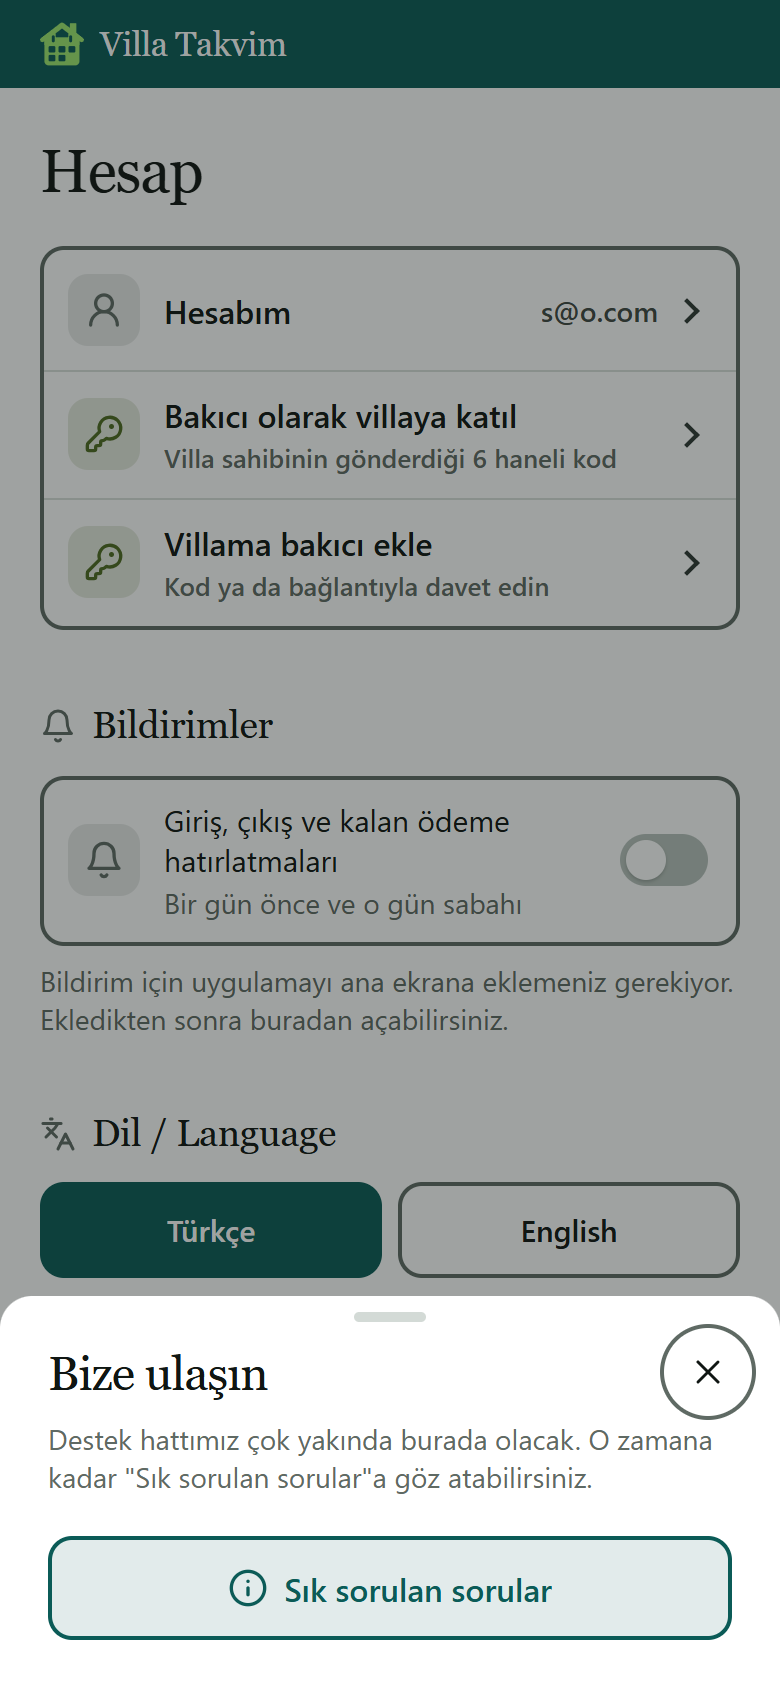 Villa Takvim
Hesap
Hesabım
s@o.com
Bakıcı olarak villaya katıl
Villa sahibinin gönderdiği 6 haneli kod
Villama bakıcı ekle
Kod ya da bağlantıyla davet edin
Bildirimler
Giriş, çıkış ve kalan ödeme
hatırlatmaları
Bir gün önce ve o gün sabahı
Bildirim için uygulamayı ana ekrana eklemeniz gerekiyor.
Ekledikten sonra buradan açabilirsiniz.
Dil / Language
Türkçe
English
Bize ulaşın
Destek hattımız çok yakında burada olacak. O zamana
kadar "Sık sorulan sorular"a göz atabilirsiniz.
Sık sorulan sorular